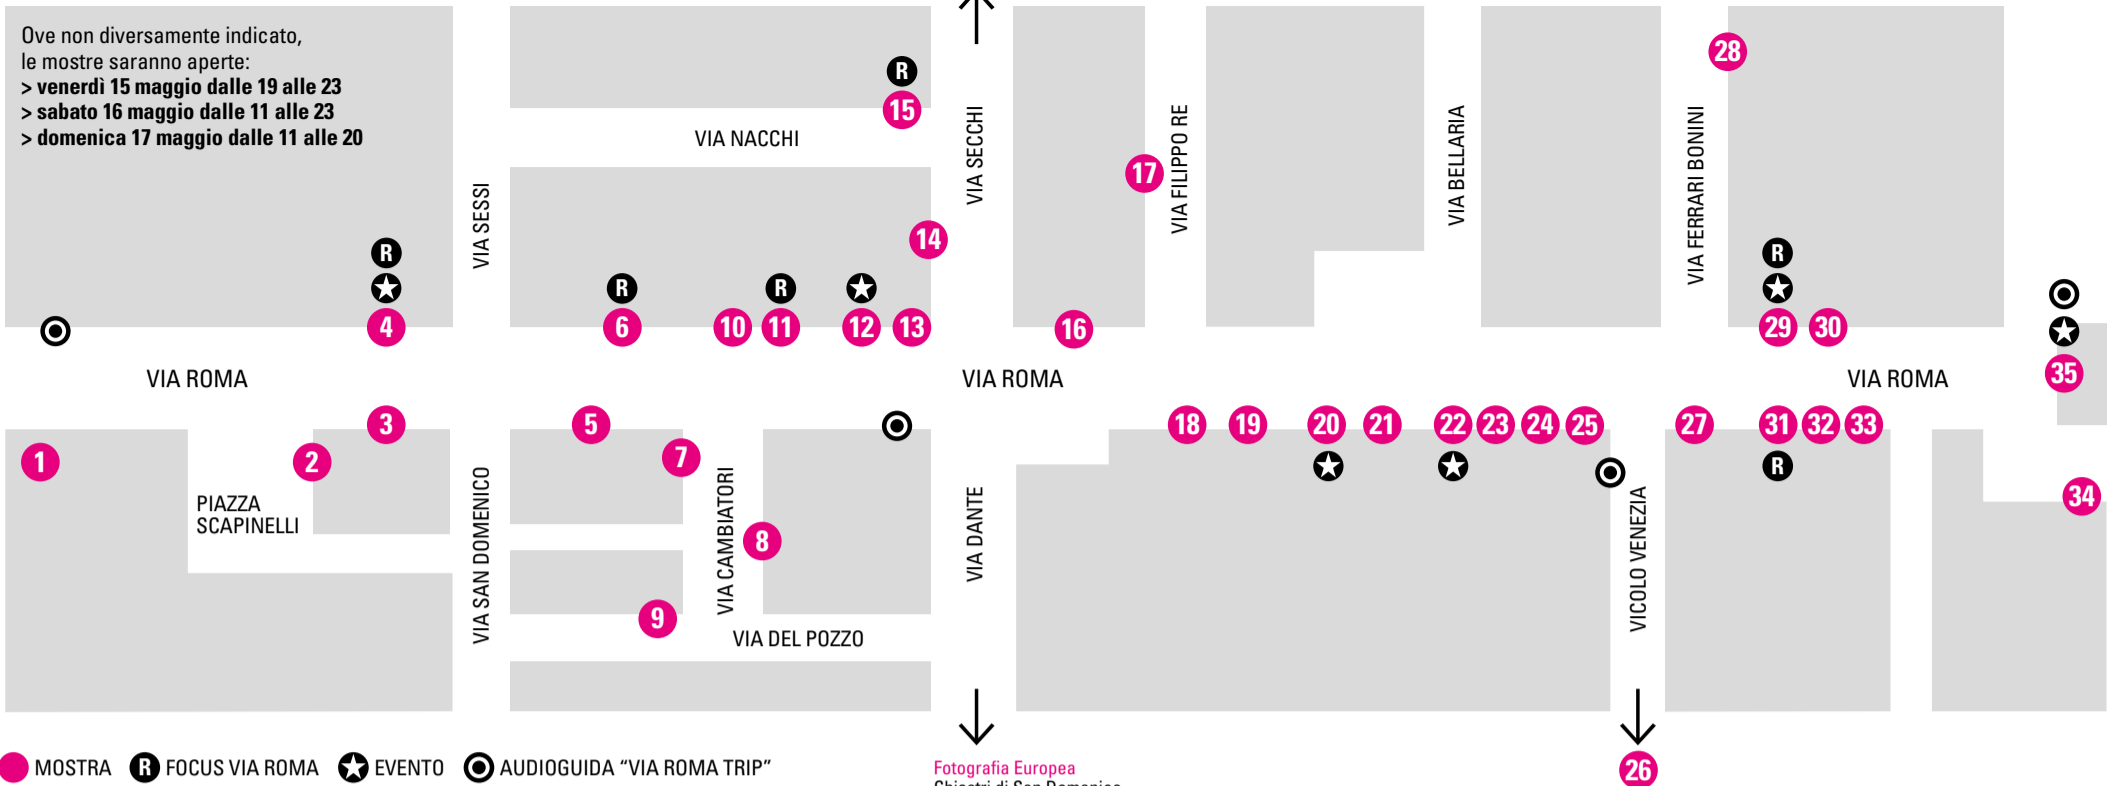 Ove non diversamente indicato,
le mostre saranno aperte:
> venerdì 15 maggio dalle 19 alle 23
> sabato 16 maggio dalle 11 alle 23
> domenica 17 maggio dalle 11 alle 20
28
R
15
VIA NACCHI
VIA SECCHI
17
VIA FILIPPO RE
VIA BELLARIA
VIA FERRARI BONINI
VIA SESSI
14
R
R
R
R
4
6
10
11
12
13
16
29
30
VIA ROMA
VIA ROMA
VIA ROMA
35
1
2
3
5
7
18
19
20
21
22
23
24
25
27
31
32
33
R
34
PIAZZA
SCAPINELLI
VIA SAN DOMENICO
VIA CAMBIATORI
8
VIA DANTE
VICOLO VENEZIA
9
VIA DEL POZZO
MOSTRA
R FOCUS VIA ROMA
EVENTO
AUDIOGUIDA “VIA ROMA TRIP”
Fotografia Europea
Chiostri di San Domenico
26